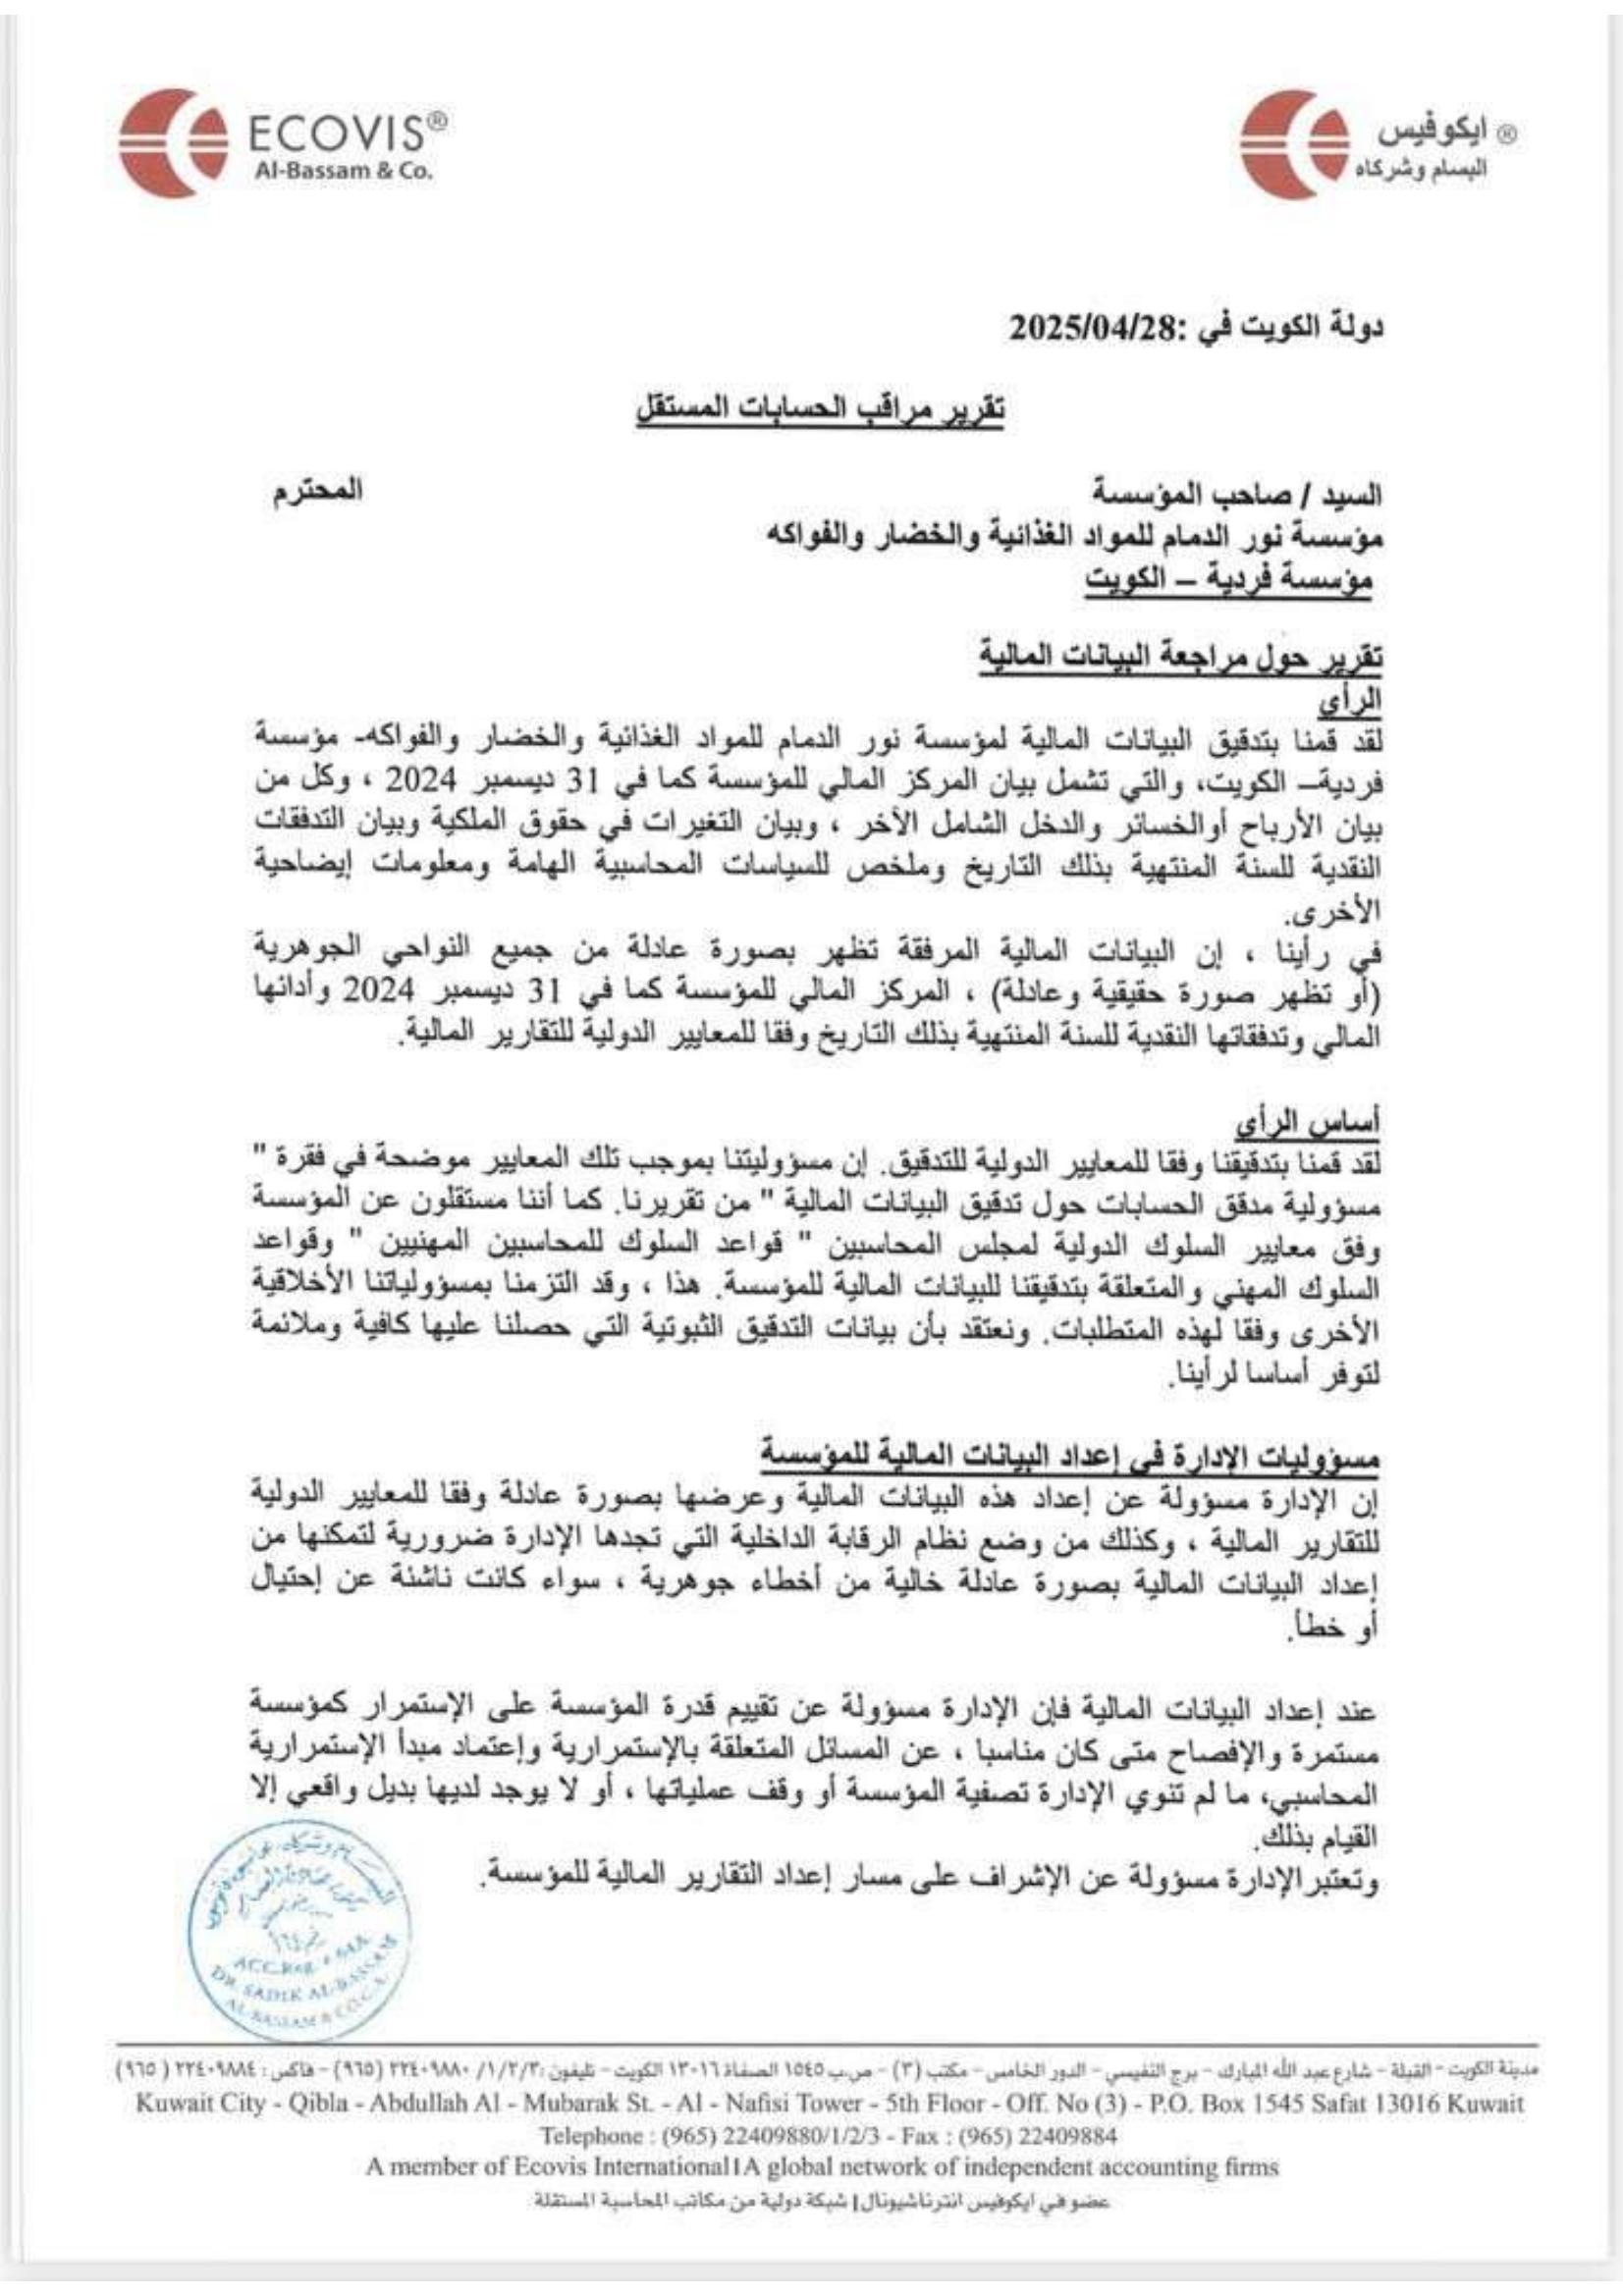 ECOVIS®
Al-Bassam & Co.
ايكوفيس ®
البسام وشركاه
دولة الكويت في :2025/04/28
تقرير مراقب الحسابات المستقل
السيد / صاحب المؤسسة المحترم
مؤسسة نور الدمام للمواد الغذائية والخضار والفواكه
مؤسسة فردية – الكويت
تقرير حول مراجعة البيانات المالية
الرأي
لقد قمنا بتدقيق البيانات المالية لمؤسسة نور الدمام للمواد الغذائية والخضار والفواكه- مؤسسة
فردية– الكويت، والتي تشمل بيان المركز المالي للمؤسسة كما في 31 ديسمبر 2024 ، وكل من
بيان الأرباح أوالخسائر والدخل الشامل الأخر ، وبيان التغيرات في حقوق الملكية وبيان التدفقات
النقدية للسنة المنتهية بذلك التاريخ وملخص للسياسات المحاسبية الهامة ومعلومات إيضاحية
الأخرى.
في رأينا ، إن البيانات المالية المرفقة تظهر بصورة عادلة من جميع النواحي الجوهرية
(أو تظهر صورة حقيقية وعادلة) ، المركز المالي للمؤسسة كما في 31 ديسمبر 2024 وأدائها
المالي وتدفقاتها النقدية للسنة المنتهية بذلك التاريخ وفقا للمعايير الدولية للتقارير المالية.
أساس الرأي
لقد قمنا بتدقيقنا وفقا للمعايير الدولية للتدقيق. إن مسؤوليتنا بموجب تلك المعايير موضحة في فقرة "
مسؤولية مدقق الحسابات حول تدقيق البيانات المالية " من تقريرنا. كما أننا مستقلون عن المؤسسة
وفق معايير السلوك الدولية لمجلس المحاسبين " قواعد السلوك للمحاسبين المهنيين " وقواعد
السلوك المهني والمتعلقة بتدقيقنا للبيانات المالية للمؤسسة. هذا ، وقد التزمنا بمسؤولياتنا الأخلاقية
الأخرى وفقا لهذه المتطلبات. ونعتقد بأن بيانات التدقيق الثبوتية التي حصلنا عليها كافية وملائمة
لتوفر أساسا لرأينا.
مسؤوليات الإدارة في إعداد البيانات المالية للمؤسسة
إن الإدارة مسؤولة عن إعداد هذه البيانات المالية وعرضها بصورة عادلة وفقا للمعايير الدولية
للتقارير المالية ، وكذلك من وضع نظام الرقابة الداخلية التي تجدها الإدارة ضرورية لتمكنها من
إعداد البيانات المالية بصورة عادلة خالية من أخطاء جوهرية ، سواء كانت ناشئة عن إحتيال
أو خطأ.
عند إعداد البيانات المالية فإن الإدارة مسؤولة عن تقييم قدرة المؤسسة على الإستمرار كمؤسسة
مستمرة والإفصاح متى كان مناسبا ، عن المسائل المتعلقة بالإستمرارية وإعتماد مبدأ الإستمرارية
المحاسبي، ما لم تنوي الإدارة تصفية المؤسسة أو وقف عملياتها ، أو لا يوجد لديها بديل واقعي إلا
القيام بذلك.
وتعتبر الإدارة مسؤولة عن الإشراف على مسار إعداد التقارير المالية للمؤسسة.
DR. SADIK AL-BASSAM
AL-BASSAM & CO.
مدينة الكويت - القبلة - شارع عبد الله المبارك - برج النفيسي - الدور الخامس - مكتب (٣) - ص.ب ١٥٤٥ الصفاة ١٣٠١٦ الكويت - تليفون :٢٢٤٠٩٨٨٠ /١/٢/٣ (٩٦٥) - فاكس : ٢٢٤٠٩٨٨٤ ( ٩٦٥)
Kuwait City - Qibla - Abdullah Al - Mubarak St. - Al - Nafisi Tower - 5th Floor - Off. No (3) - P.O. Box 1545 Safat 13016 Kuwait
Telephone : (965) 22409880/1/2/3 - Fax : (965) 22409884
A member of Ecovis International I A global network of independent accounting firms
عضو في ايكوفيس انترناشيونال | شبكة دولية من مكاتب المحاسبة المستقلة